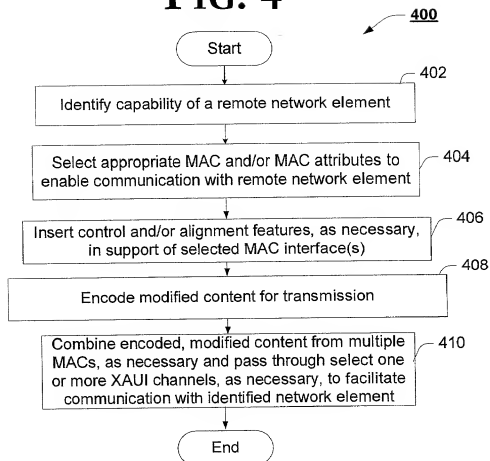 FIG. 4
400
Start
402
Identify capability of a remote network element
404
Select appropriate MAC and/or MAC attributes to
enable communication with remote network element
406
Insert control and/or alignment features, as necessary,
in support of selected MAC interface(s)
408
Encode modified content for transmission
410
Combine encoded, modified content from multiple
MACs, as necessary and pass through select one
or more XAUI channels, as necessary, to facilitate
communication with identified network element
End